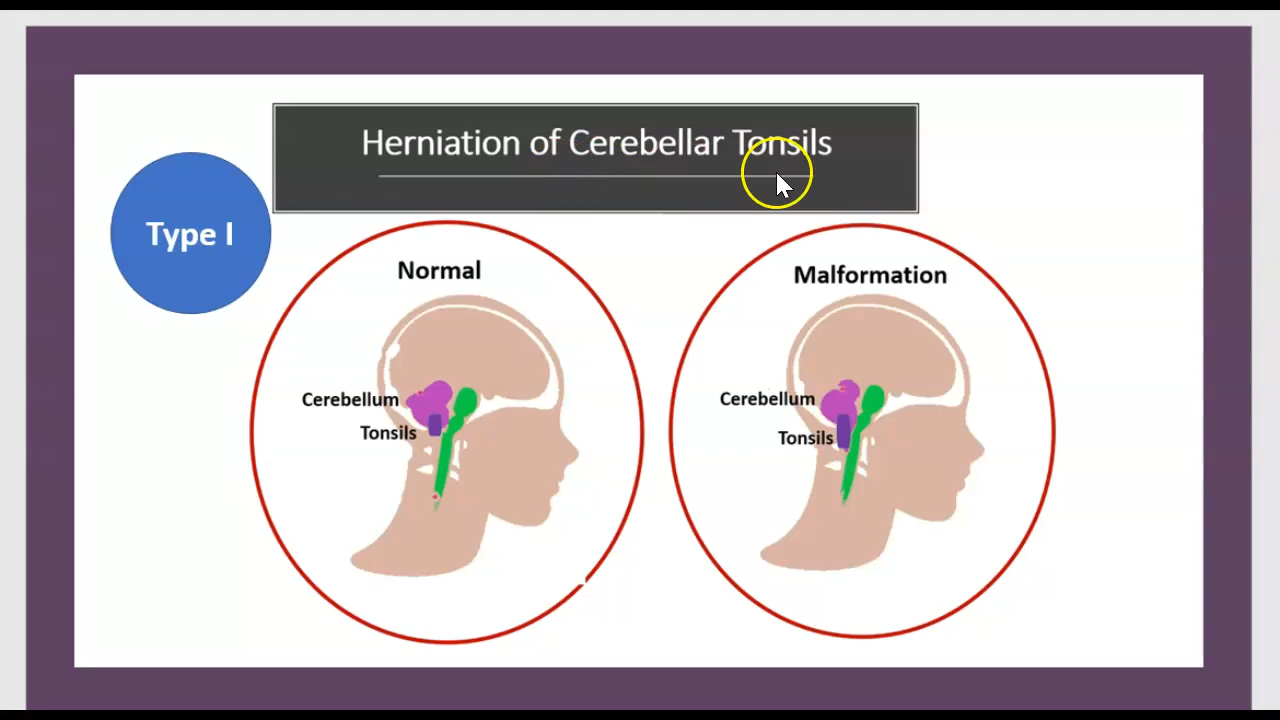 Herniation of Cerebellar Tonsils
Type I
Normal
Cerebellum
Tonsils
Malformation
Cerebellum
Tonsils